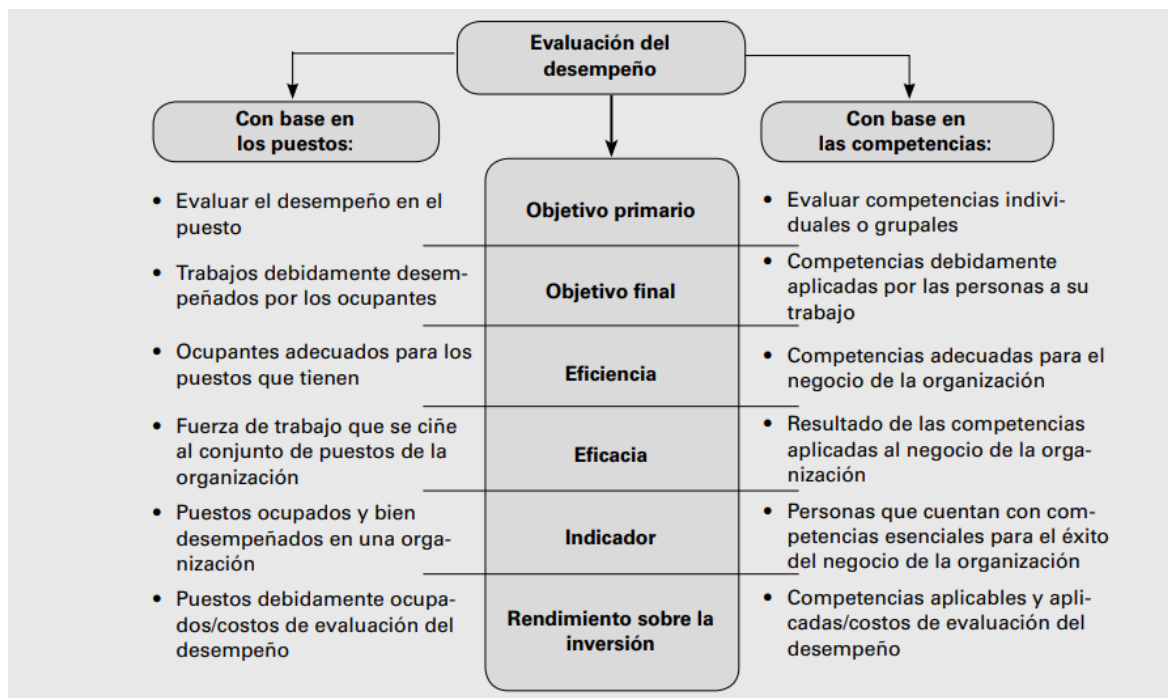 Evaluación del
desempeño
Con base en
los puestos:
Con base en
las competencias:
• Evaluar el desempeño en el
puesto
Objetivo primario
• Evaluar competencias indivi-
duales o grupales
• Trabajos debidamente desem-
peñados por los ocupantes
Objetivo final
• Competencias debidamente
aplicadas por las personas a su
trabajo
• Ocupantes adecuados para los
puestos que tienen
Eficiencia
• Competencias adecuadas para el
negocio de la organización
• Fuerza de trabajo que se ciñe
al conjunto de puestos de la
organización
Eficacia
• Resultado de las competencias
aplicadas al negocio de la orga-
nización
• Puestos ocupados y bien
desempeñados en una orga-
nización
Indicador
• Personas que cuentan con com-
petencias esenciales para el éxito
del negocio de la organización
• Puestos debidamente ocupa-
dos/costos de evaluación del
desempeño
Rendimiento sobre la
inversión
• Competencias aplicables y apli-
cadas/costos de evaluación del
desempeño